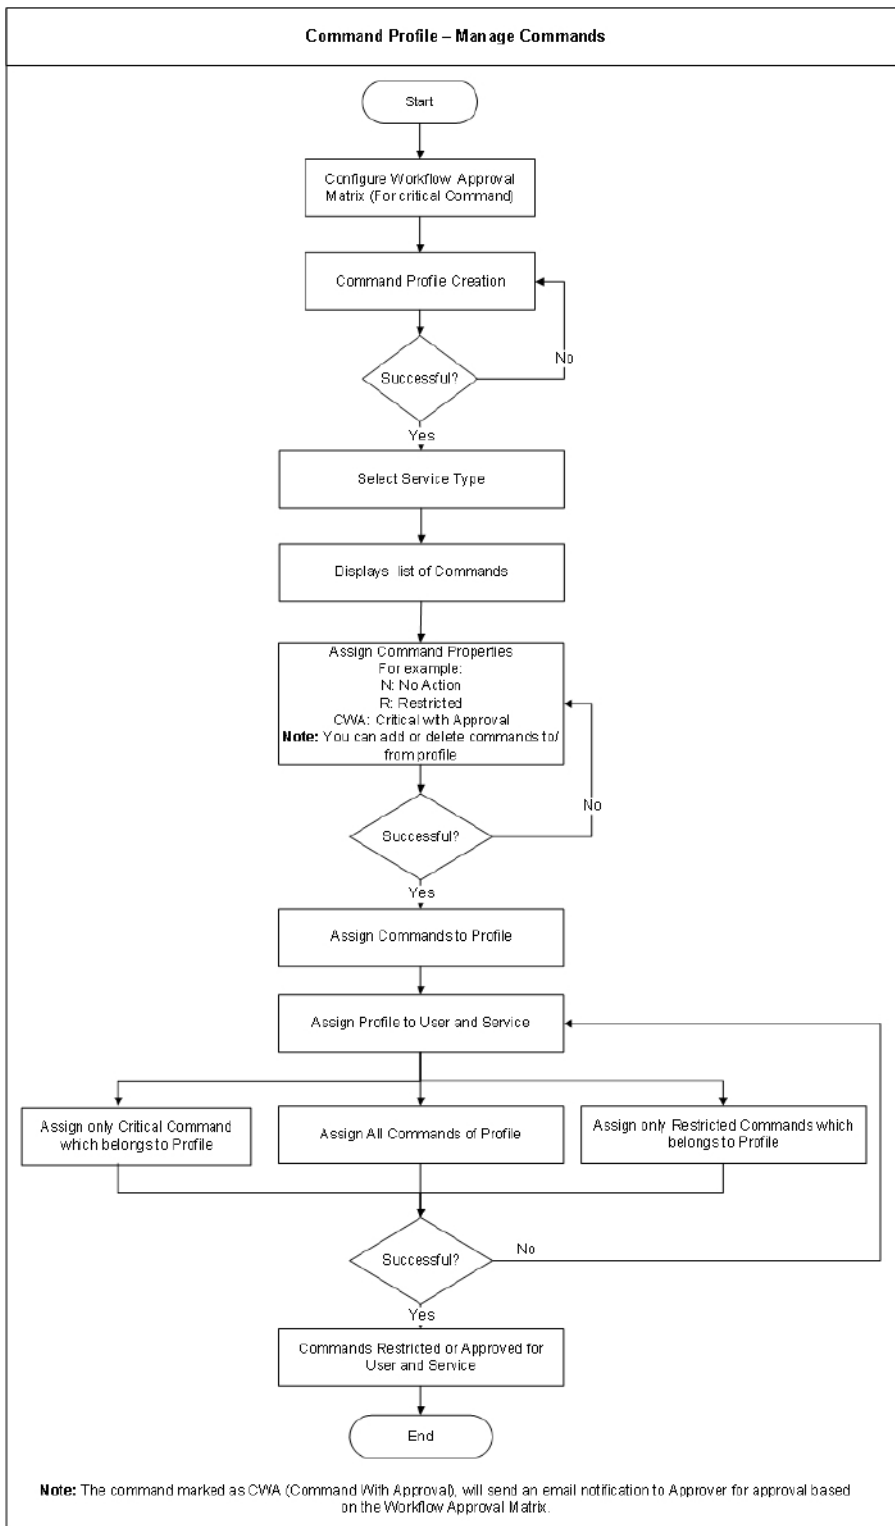 Command Profile – Manage Commands
Start
Configure Workflow Approval
Matrix (For critical Command)
Command Profile Creation
No
Successful?
Yes
Select Service Type
Displays list of Commands
Assign Command Properties
For example:
N: No Action
R: Restricted
CWA: Critical with Approval
Note: You can add or delete commands to/
from profile
No
Successful?
Yes
Assign Commands to Profile
Assign Profile to User and Service
Assign only Critical Command
which belongs to Profile
Assign All Commands of Profile
Assign only Restricted Commands which
belongs to Profile
Successful?
No
Yes
Commands Restricted or Approved for
User and Service
End
Note: The command marked as CWA (Command With Approval), will send an email notification to Approver for approval based
on the Workflow Approval Matrix.